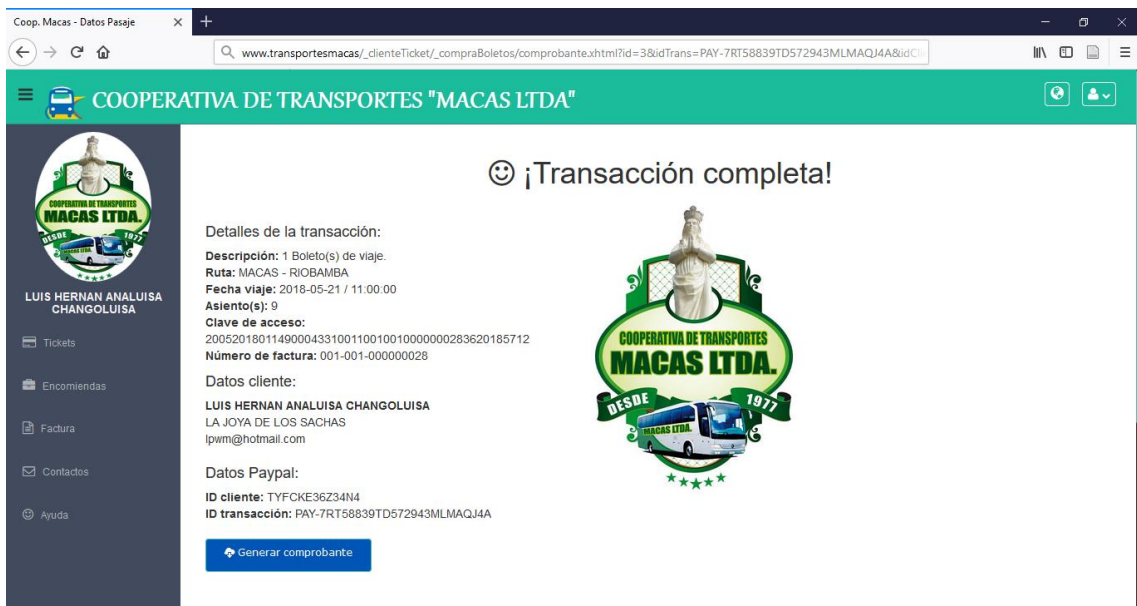 Coop. Macas - Datos Pasaje
www.transportesmacas/_clienteTicket/_compraBoletos/comprobante.xhtml?id=3&idTrans=PAY-7RT58839TD572943MLMAQJ4A&idCli
COOPERATIVA DE TRANSPORTES "MACAS LTDA"
COOPERATIVA DE TRANSPORTES
MACAS LTDA.
DESDE 1977
MACAS LTDA.
LUIS HERNAN ANALUISA
CHANGOLUISA
Tickets
Encomiendas
Factura
Contactos
Ayuda
¡Transacción completa!
Detalles de la transacción:
Descripción: 1 Boleto(s) de viaje.
Ruta: MACAS - RIOBAMBA
Fecha viaje: 2018-05-21 / 11:00:00
Asiento(s): 9
Clave de acceso:
2005201801149000433100110010010000000283620185712
Número de factura: 001-001-000000028
Datos cliente:
LUIS HERNAN ANALUISA CHANGOLUISA
LA JOYA DE LOS SACHAS
lpwm@hotmail.com
Datos Paypal:
ID cliente: TYFCKE36Z34N4
ID transacción: PAY-7RT58839TD572943MLMAQJ4A
Generar comprobante
COOPERATIVA DE TRANSPORTES
MACAS LTDA.
DESDE 1977
MACAS LTDA.